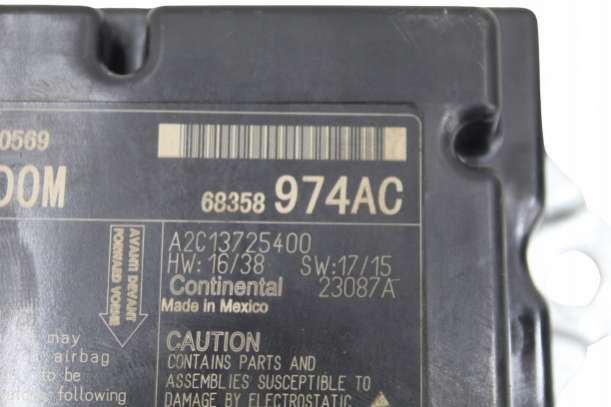 0569
DOM
68358 974AC
A2C13725400
HW: 16/38 SW: 17/15
Continental 23087A
Made in Mexico
AVANT DEVANT
FORWARD VORNE
may
airbag
to be
following
CAUTION
CONTAINS PARTS AND
ASSEMBLIES SUSCEPTIBLE TO
DAMAGE BY ELECTROSTATIC